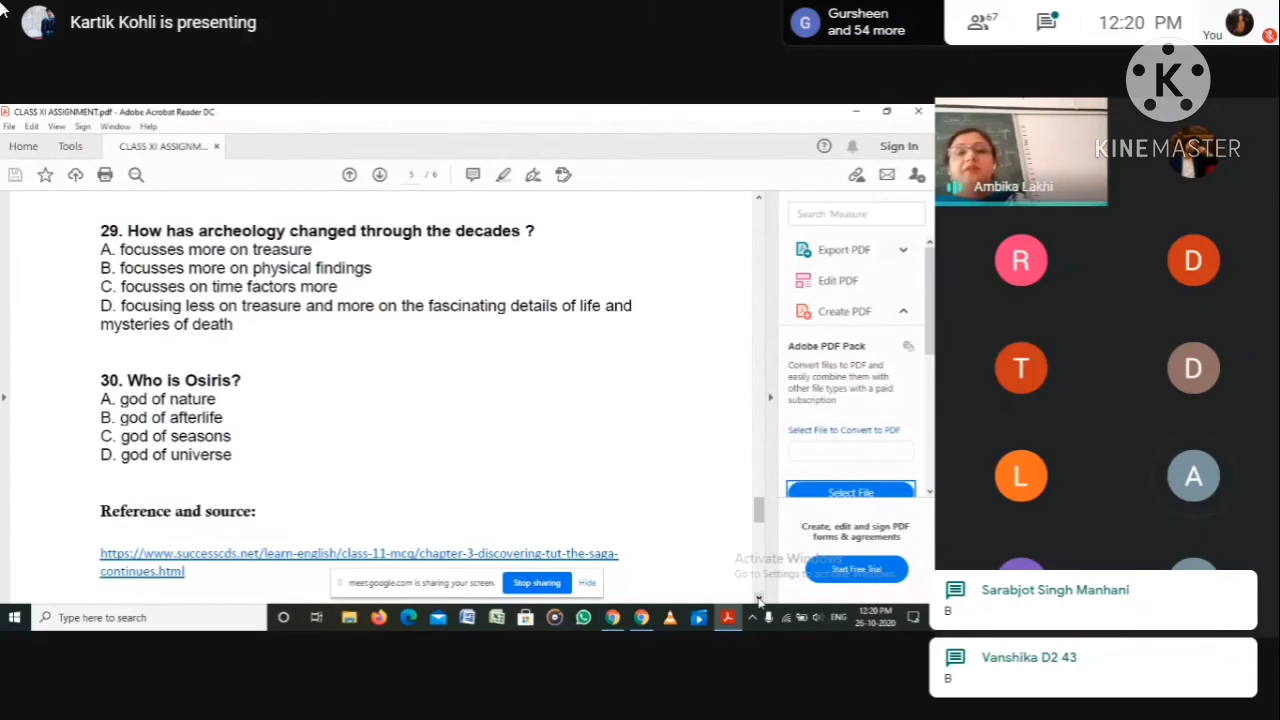 Kartik Kohli is presenting
G
Gursheen
and 54 more
67
12:20 PM
You
K
KINEMASTER
CLASS XI ASSIGNMENT.pdf - Adobe Acrobat Reader DC
File Edit View Sign Window Help
Home Tools CLASS XI ASSIGNM... ×
Sign In
5 / 6
29. How has archeology changed through the decades ?
A. focusses more on treasure
B. focusses more on physical findings
C. focusses on time factors more
D. focusing less on treasure and more on the fascinating details of life and
mysteries of death
30. Who is Osiris?
A. god of nature
B. god of afterlife
C. god of seasons
D. god of universe
Reference and source:
https://www.successcds.net/learn-english/class-11-mcq/chapter-3-discovering-tut-the-saga-
continues.html
Search 'Measure'
Export PDF
Edit PDF
Create PDF
Adobe PDF Pack
Convert files to PDF and
easily combine them with
other file types with a paid
subscription
Select File to Convert to PDF
Select File
Create, edit and sign PDF
forms & agreements
Start Free Trial
Activate Windows
Go to Settings to activate Windows.
meet.google.com is sharing your screen. Stop sharing Hide
Type here to search
ENG
12:20 PM
26-10-2020
Ambika Lakhi
R
D
T
D
L
A
Sarabjot Singh Manhani
B
Vanshika D2 43
B